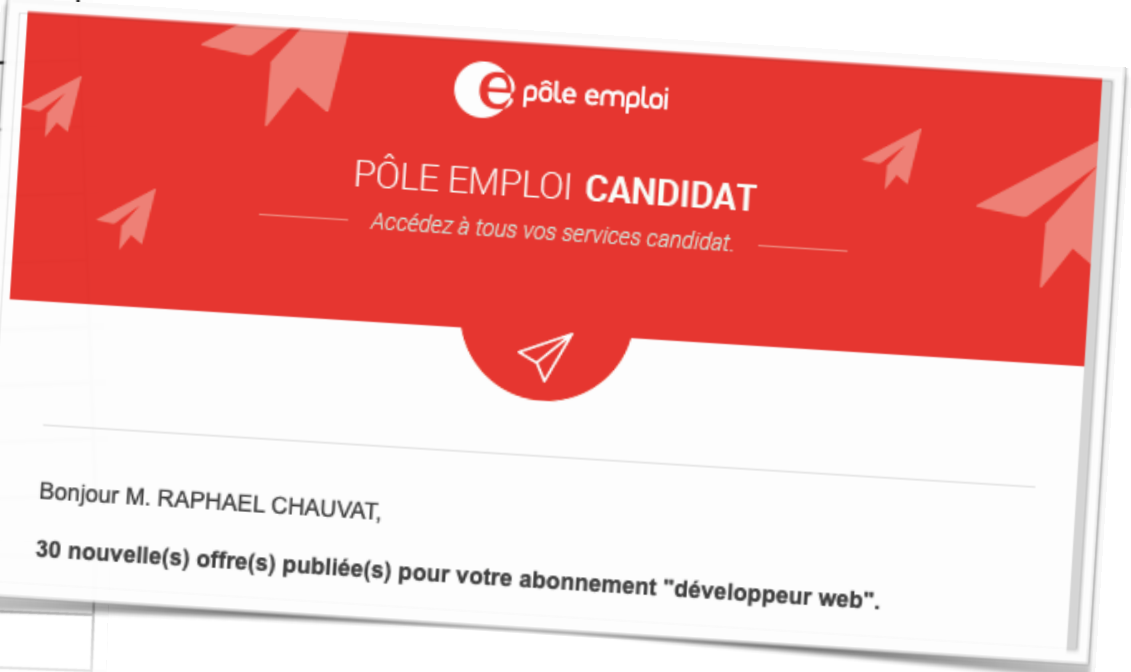 pôle emploi
PÔLE EMPLOI CANDIDAT
Accédez à tous vos services candidat.
Bonjour M. RAPHAEL CHAUVAT,
30 nouvelle(s) offre(s) publiée(s) pour votre abonnement "développeur web".